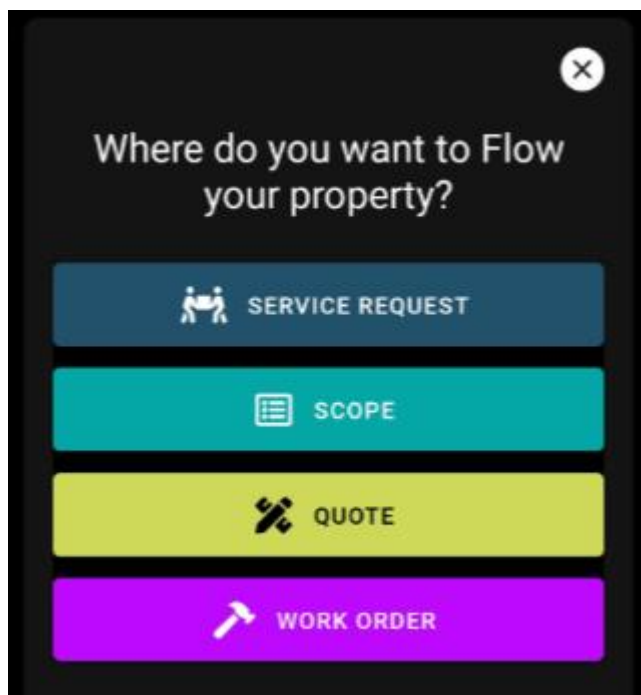 Where do you want to Flow
your property?
SERVICE REQUEST
SCOPE
QUOTE
WORK ORDER